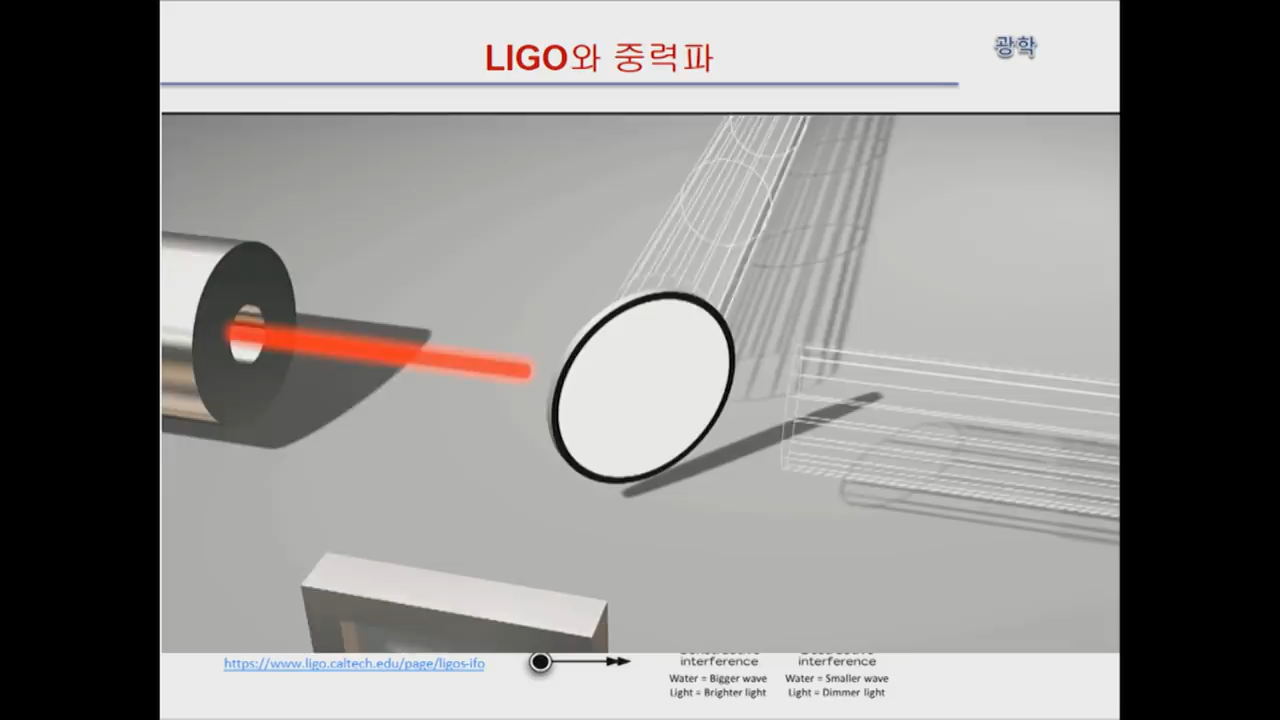 LIGO와 중력파
광학
https://www.ligo.caltech.edu/page/ligos-ifo
interference
Water = Bigger wave
Light = Brighter light
interference
Water = Smaller wave
Light = Dimmer light